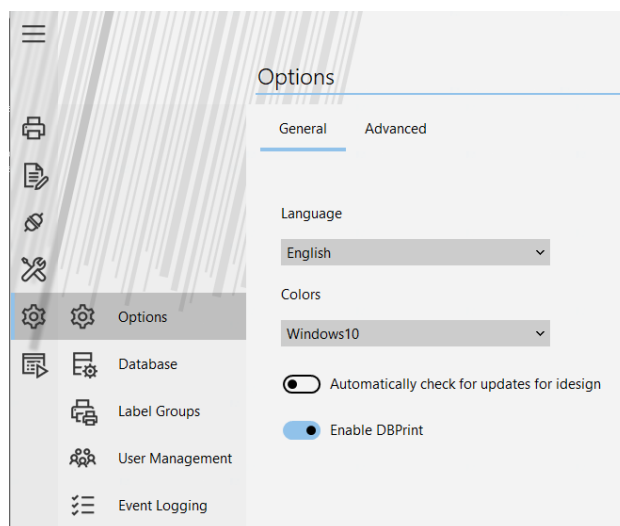 Options
General
Advanced
Language
English
Colors
Windows10
Automatically check for updates for idesign
Enable DBPrint
Options
Database
Label Groups
User Management
Event Logging